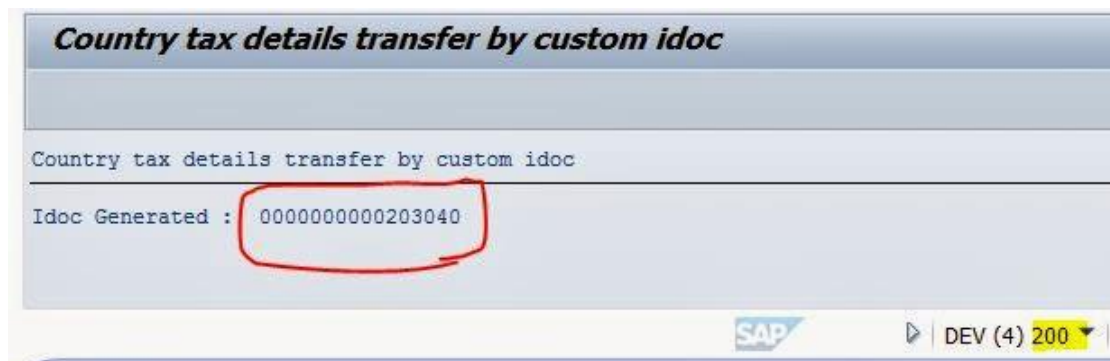 Country tax details transfer by custom idoc
Country tax details transfer by custom idoc
Idoc Generated : 0000000000203040
SAP DEV (4) 200